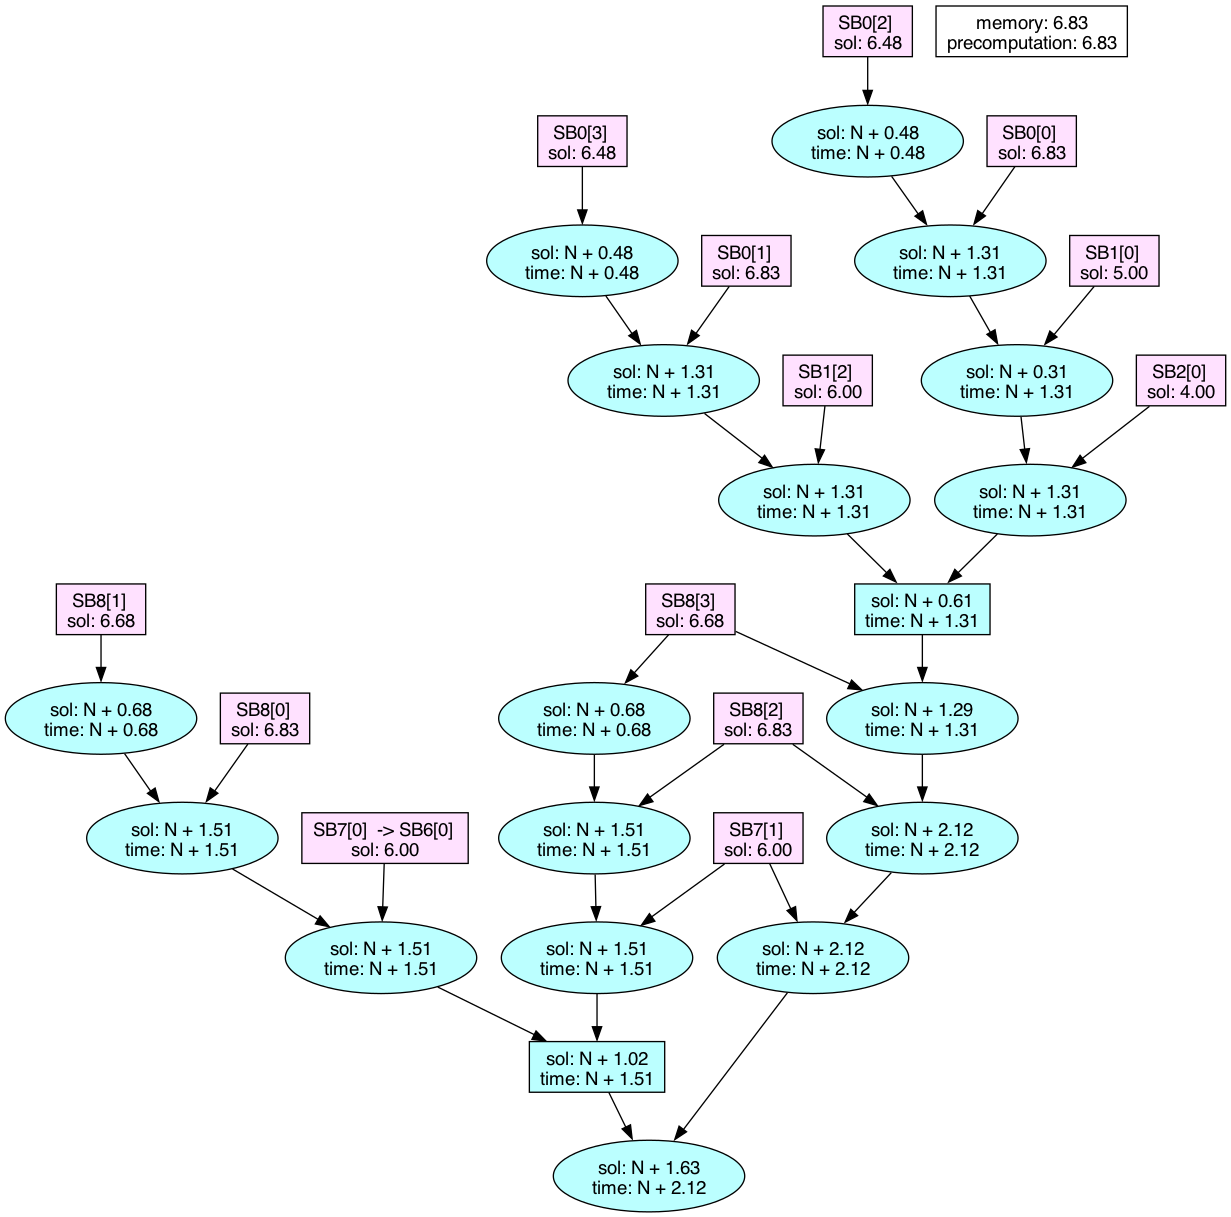 SB0[2]
sol: 6.48
memory: 6.83
precomputation: 6.83
SB0[3]
sol: 6.48
sol: N + 0.48
time: N + 0.48
SB0[0]
sol: 6.83
sol: N + 0.48
time: N + 0.48
SB0[1]
sol: 6.83
sol: N + 1.31
time: N + 1.31
SB1[0]
sol: 5.00
sol: N + 1.31
time: N + 1.31
SB1[2]
sol: 6.00
sol: N + 0.31
time: N + 1.31
SB2[0]
sol: 4.00
sol: N + 1.31
time: N + 1.31
sol: N + 1.31
time: N + 1.31
SB8[1]
sol: 6.68
SB8[3]
sol: 6.68
sol: N + 0.61
time: N + 1.31
sol: N + 0.68
time: N + 0.68
SB8[0]
sol: 6.83
sol: N + 0.68
time: N + 0.68
SB8[2]
sol: 6.83
sol: N + 1.29
time: N + 1.31
sol: N + 1.51
time: N + 1.51
SB7[0] -> SB6[0]
sol: 6.00
sol: N + 1.51
time: N + 1.51
SB7[1]
sol: 6.00
sol: N + 2.12
time: N + 2.12
sol: N + 1.51
time: N + 1.51
sol: N + 1.51
time: N + 1.51
sol: N + 2.12
time: N + 2.12
sol: N + 1.02
time: N + 1.51
sol: N + 1.63
time: N + 2.12